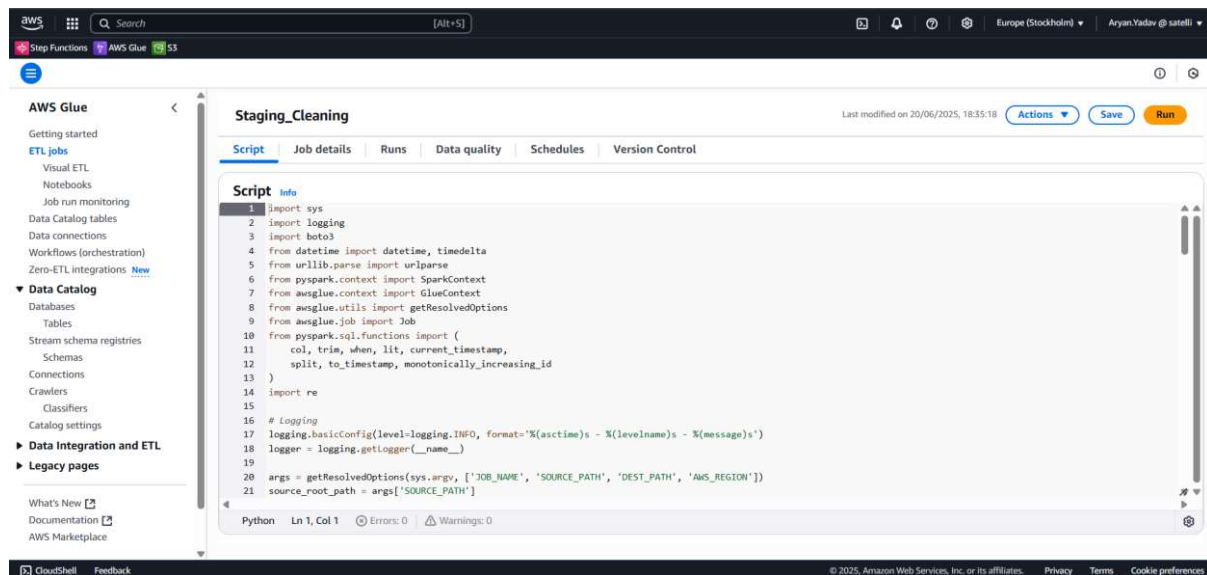 aws Search [Alt+S] Europe (Stockholm) Aryan.Yadav @ satelli
Step Functions AWS Glue S3
AWS Glue
Getting started
ETL jobs
Visual ETL
Notebooks
Job run monitoring
Data Catalog tables
Data connections
Workflows (orchestration)
Zero-ETL integrations New
Data Catalog
Databases
Tables
Stream schema registries
Schemas
Connections
Crawlers
Classifiers
Catalog settings
Data Integration and ETL
Legacy pages
What's New
Documentation
AWS Marketplace
Staging_Cleaning
Last modified on 20/06/2025, 18:35:18 Actions Save Run
Script Job details Runs Data quality Schedules Version Control
Script Info
1 import sys
2 import logging
3 import boto3
4 from datetime import datetime, timedelta
5 from urllib.parse import urlparse
6 from pyspark.context import SparkContext
7 from awsglue.context import GlueContext
8 from awsglue.utils import getResolvedOptions
9 from awsglue.job import Job
10 from pyspark.sql.functions import (
11     col, trim, when, lit, current_timestamp,
12     split, to_timestamp, monotonically_increasing_id
13 )
14 import re
15
16 # Logging
17 logging.basicConfig(level=logging.INFO, format='%(asctime)s - %(levelname)s - %(message)s')
18 logger = logging.getLogger(__name__)
19
20 args = getResolvedOptions(sys.argv, ['JOB_NAME', 'SOURCE_PATH', 'DEST_PATH', 'AWS_REGION'])
21 source_root_path = args['SOURCE_PATH']
Python Ln 1, Col 1 Errors: 0 Warnings: 0
CloudShell Feedback © 2025, Amazon Web Services, Inc. or its affiliates. Privacy Terms Cookie preferences